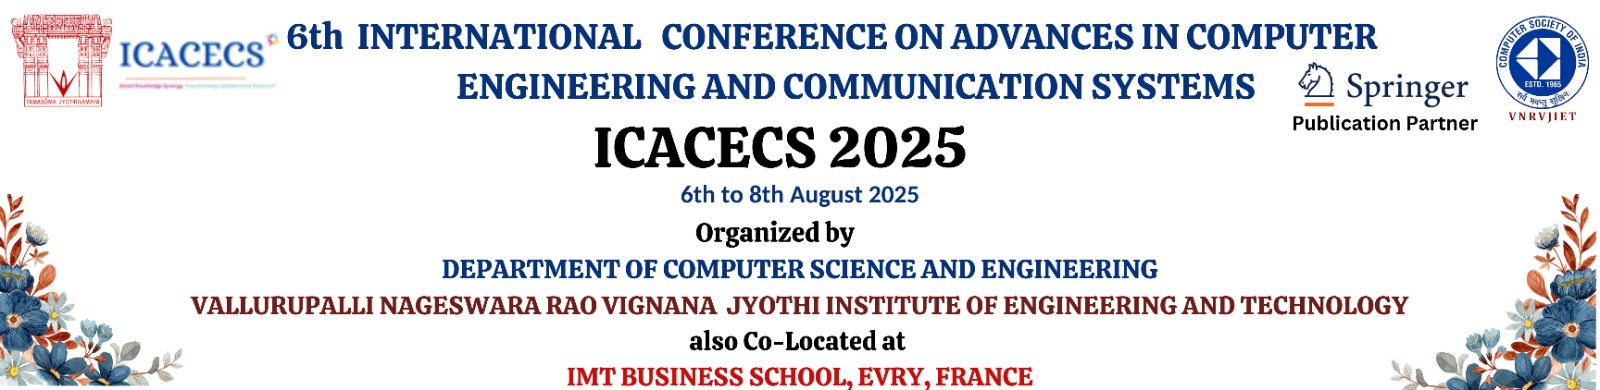 6th INTERNATIONAL CONFERENCE ON ADVANCES IN COMPUTER
ENGINEERING AND COMMUNICATION SYSTEMS
ICACECS
TAMASOMA JYOTIRGAMAYA
Springer
Publication Partner
COMPUTER SOCIETY OF INDIA
ESTD. 1965
VNRVJIET
ICACECS 2025
6th to 8th August 2025
Organized by
DEPARTMENT OF COMPUTER SCIENCE AND ENGINEERING
VALLURUPALLI NAGESWARA RAO VIGNANA JYOTHI INSTITUTE OF ENGINEERING AND TECHNOLOGY
also Co-Located at
IMT BUSINESS SCHOOL, EVRY, FRANCE